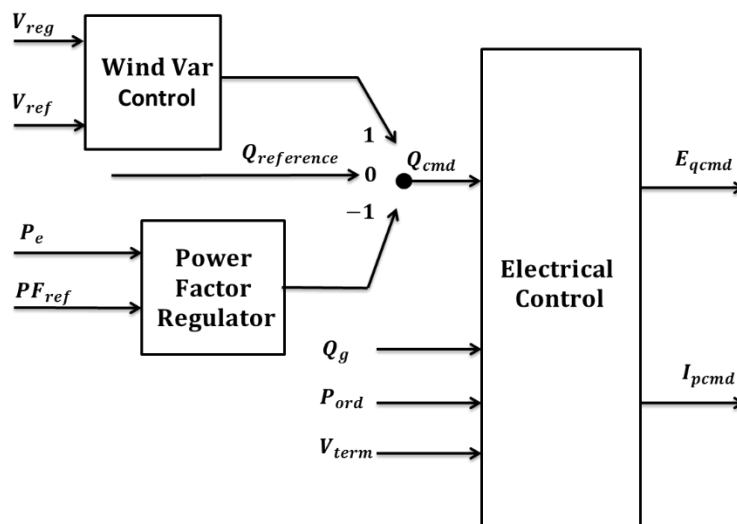 V_reg
Wind Var
Control
V_ref
1
Q_reference
0
Q_cmd
−1
E_qcmd
P_e
PF_ref
Power
Factor
Regulator
Electrical
Control
Q_g
P_ord
V_term
I_pcmd